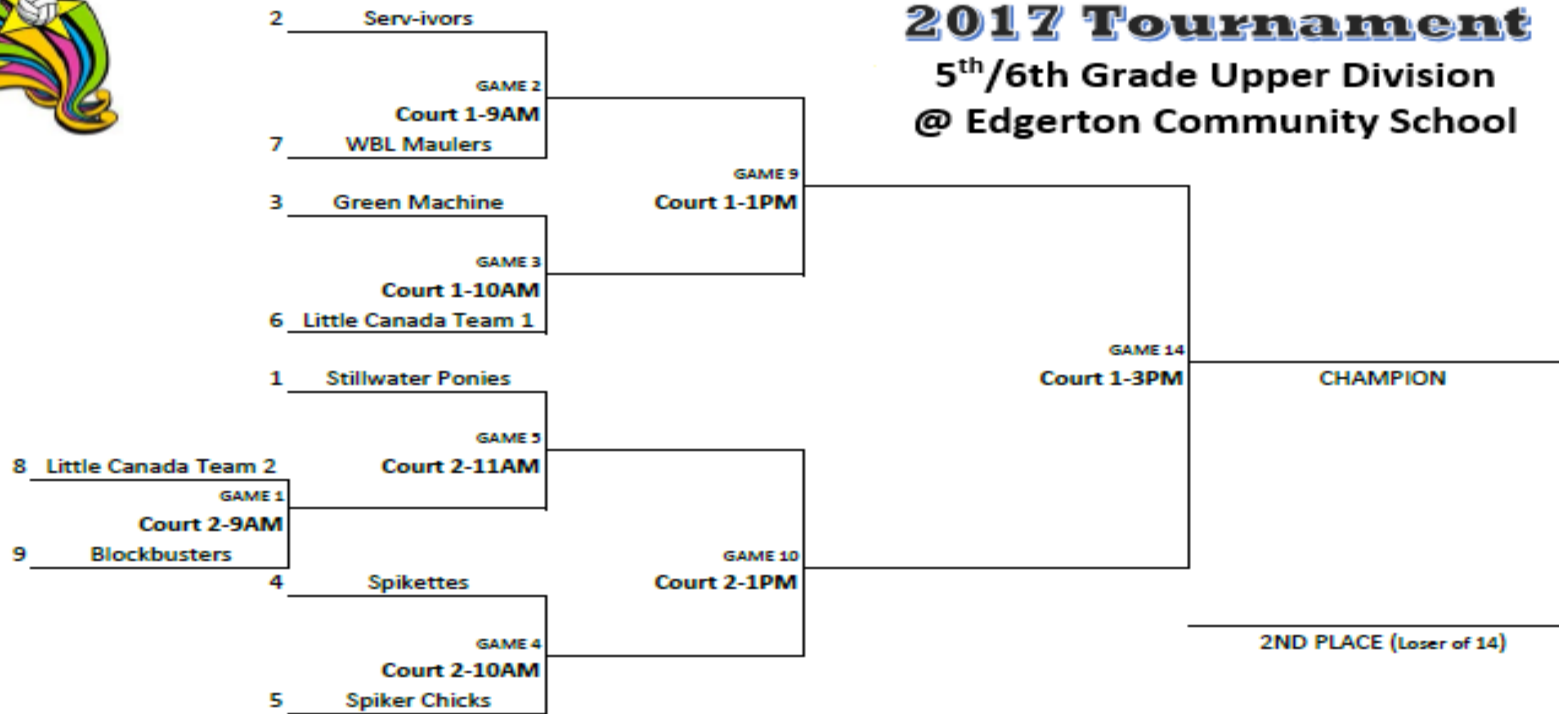 2017 Tournament
5th/6th Grade Upper Division
@ Edgerton Community School
2 Serv-ivors
GAME 2
Court 1-9AM
7 WBL Maulers
GAME 9
Court 1-1PM
3 Green Machine
GAME 3
Court 1-10AM
6 Little Canada Team 1
GAME 14
Court 1-3PM
CHAMPION
1 Stillwater Ponies
GAME 5
Court 2-11AM
8 Little Canada Team 2
GAME 1
Court 2-9AM
9 Blockbusters
GAME 10
Court 2-1PM
4 Spikettes
GAME 4
Court 2-10AM
5 Spiker Chicks
2ND PLACE (Loser of 14)